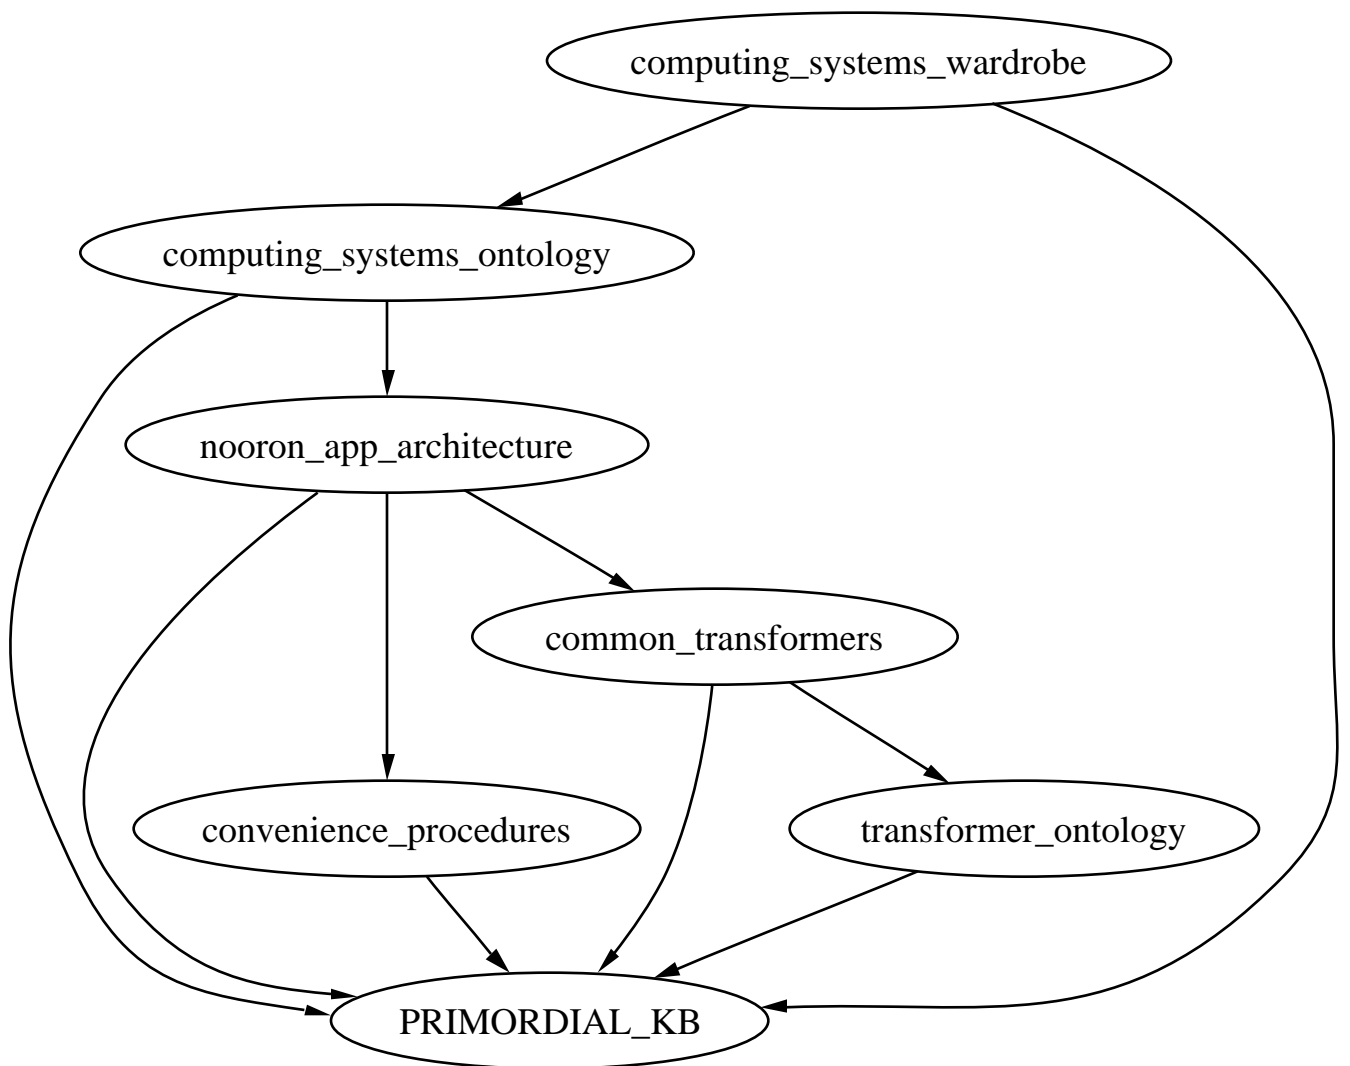 computing_systems_wardrobe
computing_systems_ontology
nooron_app_architecture
common_transformers
convenience_procedures
transformer_ontology
PRIMORDIAL_KB